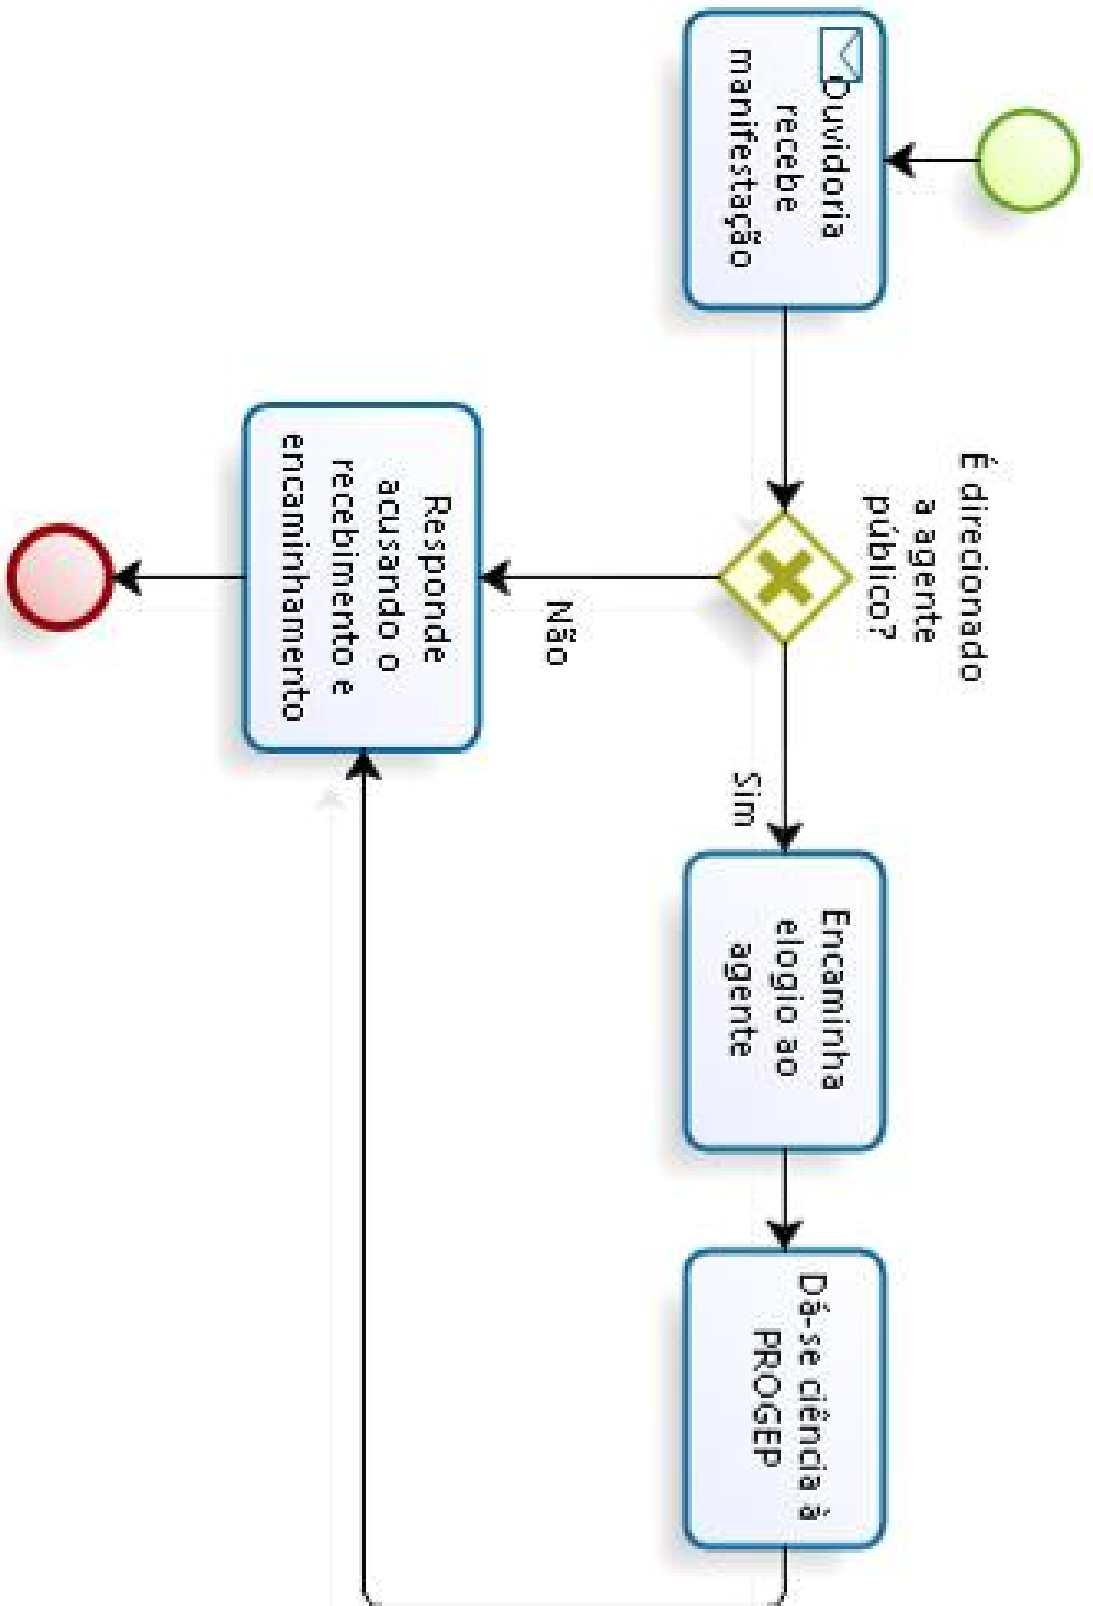 Ouvidoria
recebe
manifestação
É direcionado
a agente
público?
Sim
Encaminha
elogio ao
agente
Dá-se ciência à
PROGEP
Não
Responde
acusando o
recebimento e
encaminhamento